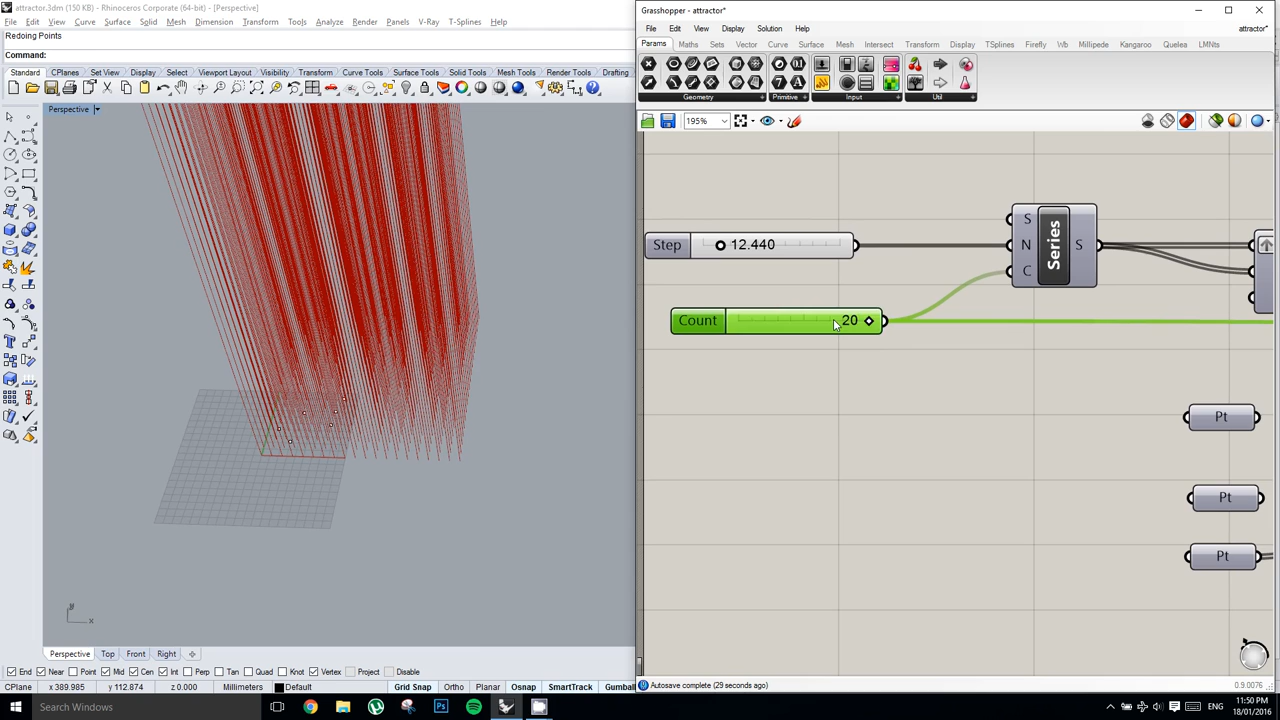 attractor.3dm (150 KB) - Rhinoceros Corporate (64-bit) - [Perspective]
File Edit View Curve Surface Solid Mesh Dimension Transform Tools Analyze Render Panels V-Ray T-Splines Help
Redoing Points
Command:
Standard CPlanes Set View Display Select Viewport Layout Visibility Transform Curve Tools Surface Tools Solid Tools Mesh Tools Render Tools Drafting
Perspective
y
x
Perspective Top Front Right
End Near Point Mid Cen Int Perp Tan Quad Knot Vertex Project Disable
CPlane x 389.985 y 112.874 z 0.000 Millimeters Default Grid Snap Ortho Planar Osnap SmartTrack Gumball
Grasshopper - attractor*
File Edit View Display Solution Help attractor*
Params Maths Sets Vector Curve Surface Mesh Intersect Transform Display TSplines Firefly Wb Millipede Kangaroo Quelea LMNts
Geometry Primitive Input Util
195%
Step 12.440
Count 20
S
N
C
Series
S
Pt
Pt
Pt
Autosave complete (29 seconds ago) 0.9.0076
Search Windows
ENG
11:50 PM
18/01/2016